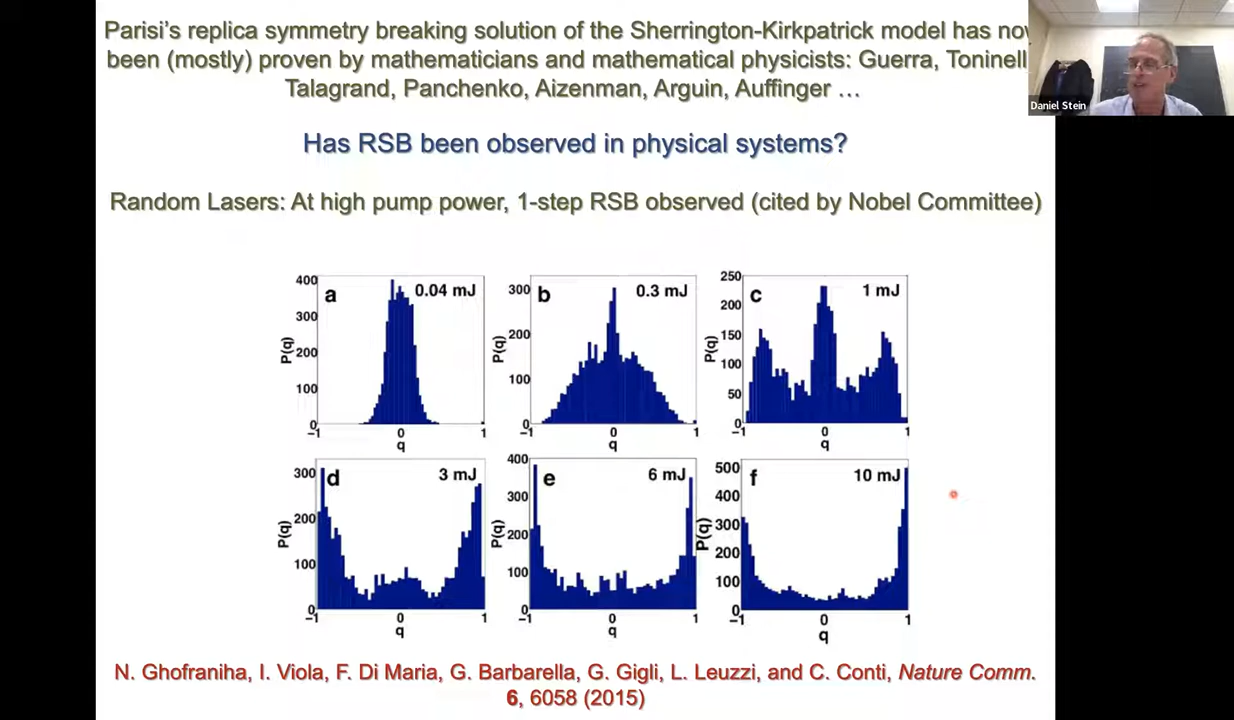 Parisi's replica symmetry breaking solution of the Sherrington-Kirkpatrick model has
been (mostly) proven by mathematicians and mathematical physicists: Guerra,
Talagrand, Panchenko, Aizenman, Arguin, Auffinger …
Daniel Stein
Has RSB been observed in physical systems?
Random Lasers: At high pump power, 1-step RSB observed (cited by Nobel Committee)
a 0.04 mJ
400
300
200
100
0
P(q)
-1 0 1
q
b 0.3 mJ
300
200
100
0
P(q)
-1 0 1
q
c 1 mJ
250
200
150
100
50
0
P(q)
-1 0 1
q
d 3 mJ
300
200
100
0
P(q)
-1 0 1
q
e 6 mJ
400
300
200
100
0
P(q)
-1 0 1
q
f 10 mJ
500
400
300
200
100
0
P(q)
-1 0 1
q
N. Ghofraniha, I. Viola, F. Di Maria, G. Barbarella, G. Gigli, L. Leuzzi, and C. Conti, Nature Comm.
6, 6058 (2015)